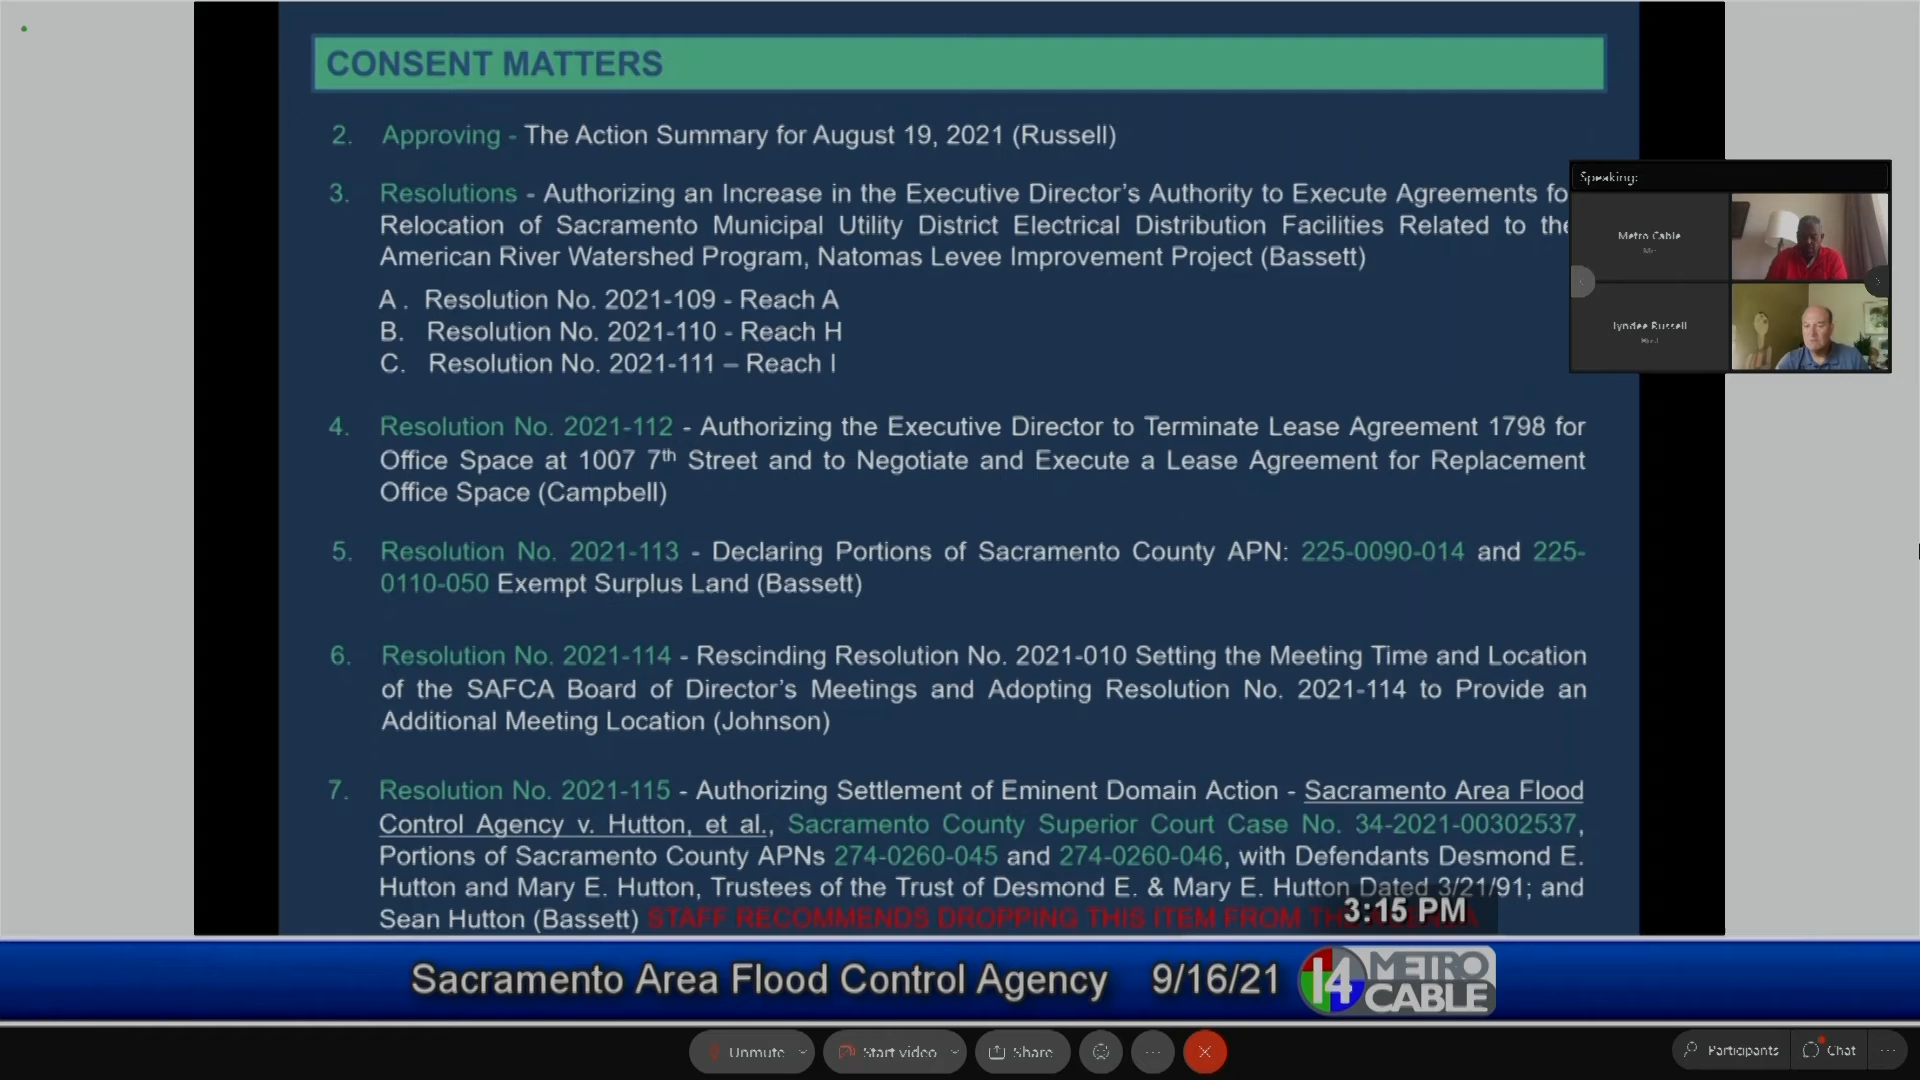 CONSENT MATTERS
2. Approving - The Action Summary for August 19, 2021 (Russell)
3. Resolutions - Authorizing an Increase in the Executive Director's Authority to Execute Agreements fo
Relocation of Sacramento Municipal Utility District Electrical Distribution Facilities Related to the
American River Watershed Program, Natomas Levee Improvement Project (Bassett)
A . Resolution No. 2021-109 - Reach A
B. Resolution No. 2021-110 - Reach H
C. Resolution No. 2021-111 – Reach I
4. Resolution No. 2021-112 - Authorizing the Executive Director to Terminate Lease Agreement 1798 for
Office Space at 1007 7th Street and to Negotiate and Execute a Lease Agreement for Replacement
Office Space (Campbell)
5. Resolution No. 2021-113 - Declaring Portions of Sacramento County APN: 225-0090-014 and 225-
0110-050 Exempt Surplus Land (Bassett)
6. Resolution No. 2021-114 - Rescinding Resolution No. 2021-010 Setting the Meeting Time and Location
of the SAFCA Board of Director's Meetings and Adopting Resolution No. 2021-114 to Provide an
Additional Meeting Location (Johnson)
7. Resolution No. 2021-115 - Authorizing Settlement of Eminent Domain Action - Sacramento Area Flood
Control Agency v. Hutton, et al., Sacramento County Superior Court Case No. 34-2021-00302537,
Portions of Sacramento County APNs 274-0260-045 and 274-0260-046, with Defendants Desmond E.
Hutton and Mary E. Hutton, Trustees of the Trust of Desmond E. & Mary E. Hutton Dated 3/21/91; and
Sean Hutton (Bassett) STAFF RECOMMENDS DROPPING THIS ITEM FROM
3:15 PM
Speaking:
Metro Cable
Lyndee Russell
Sacramento Area Flood Control Agency 9/16/21 14 METRO CABLE
Unmute Start video Share Participants Chat